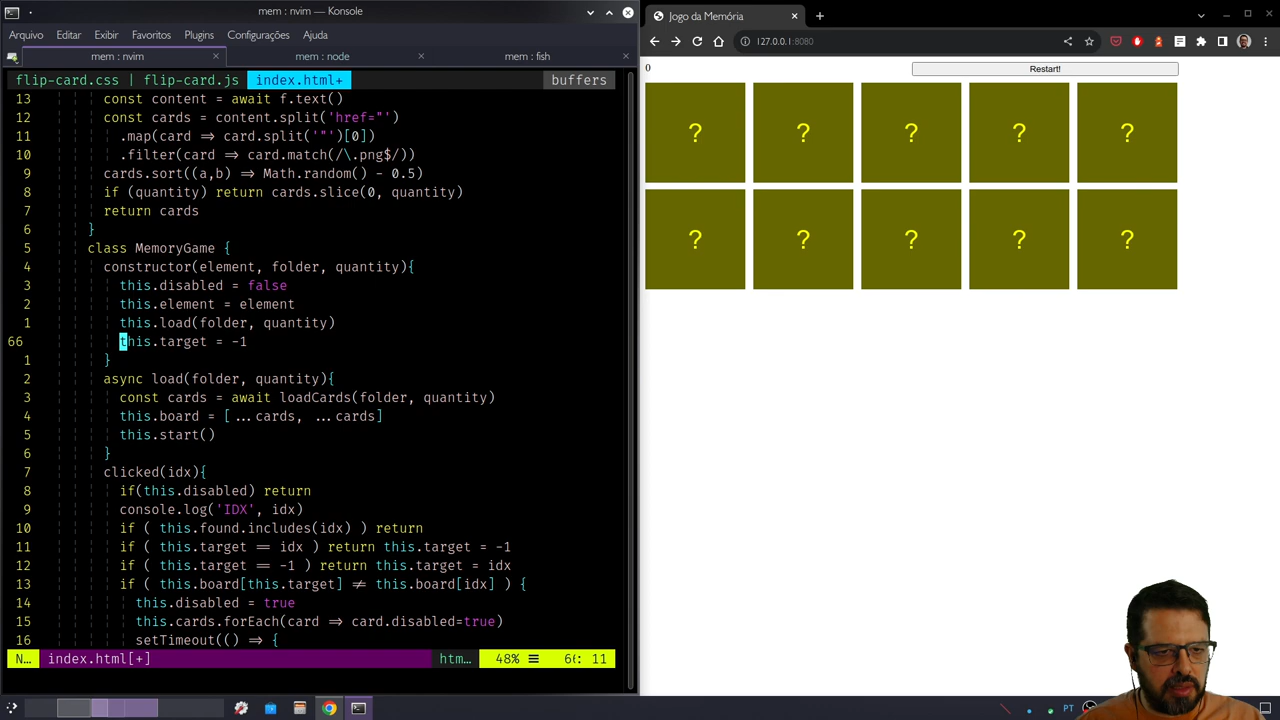 mem : nvim — Konsole
Arquivo Editar Exibir Favoritos Plugins Configurações Ajuda
mem : nvim mem : node mem : fish
flip-card.css | flip-card.js index.html+ buffers
13 const content = await f.text()
12 const cards = content.split('href="')
11 .map(card => card.split('"')[0])
10 .filter(card => card.match(/\.png$/))
9 cards.sort((a,b) => Math.random() - 0.5)
8 if (quantity) return cards.slice(0, quantity)
7 return cards
6 }
5 class MemoryGame {
4 constructor(element, folder, quantity){
3 this.disabled = false
2 this.element = element
1 this.load(folder, quantity)
66 this.target = -1
1 }
2 async load(folder, quantity){
3 const cards = await loadCards(folder, quantity)
4 this.board = [ ...cards, ...cards]
5 this.start()
6 }
7 clicked(idx){
8 if(this.disabled) return
9 console.log('IDX', idx)
10 if ( this.found.includes(idx) ) return
11 if ( this.target == idx ) return this.target = -1
12 if ( this.target == -1 ) return this.target = idx
13 if ( this.board[this.target] ≠ this.board[idx] ) {
14 this.disabled = true
15 this.cards.forEach(card => card.disabled=true)
16 setTimeout(() => {
N… index.html[+] htm… 48% ☰ 66: 11
Jogo da Memória
127.0.0.1:8080
0 Restart!
? ? ? ? ?
? ? ? ? ?
PT